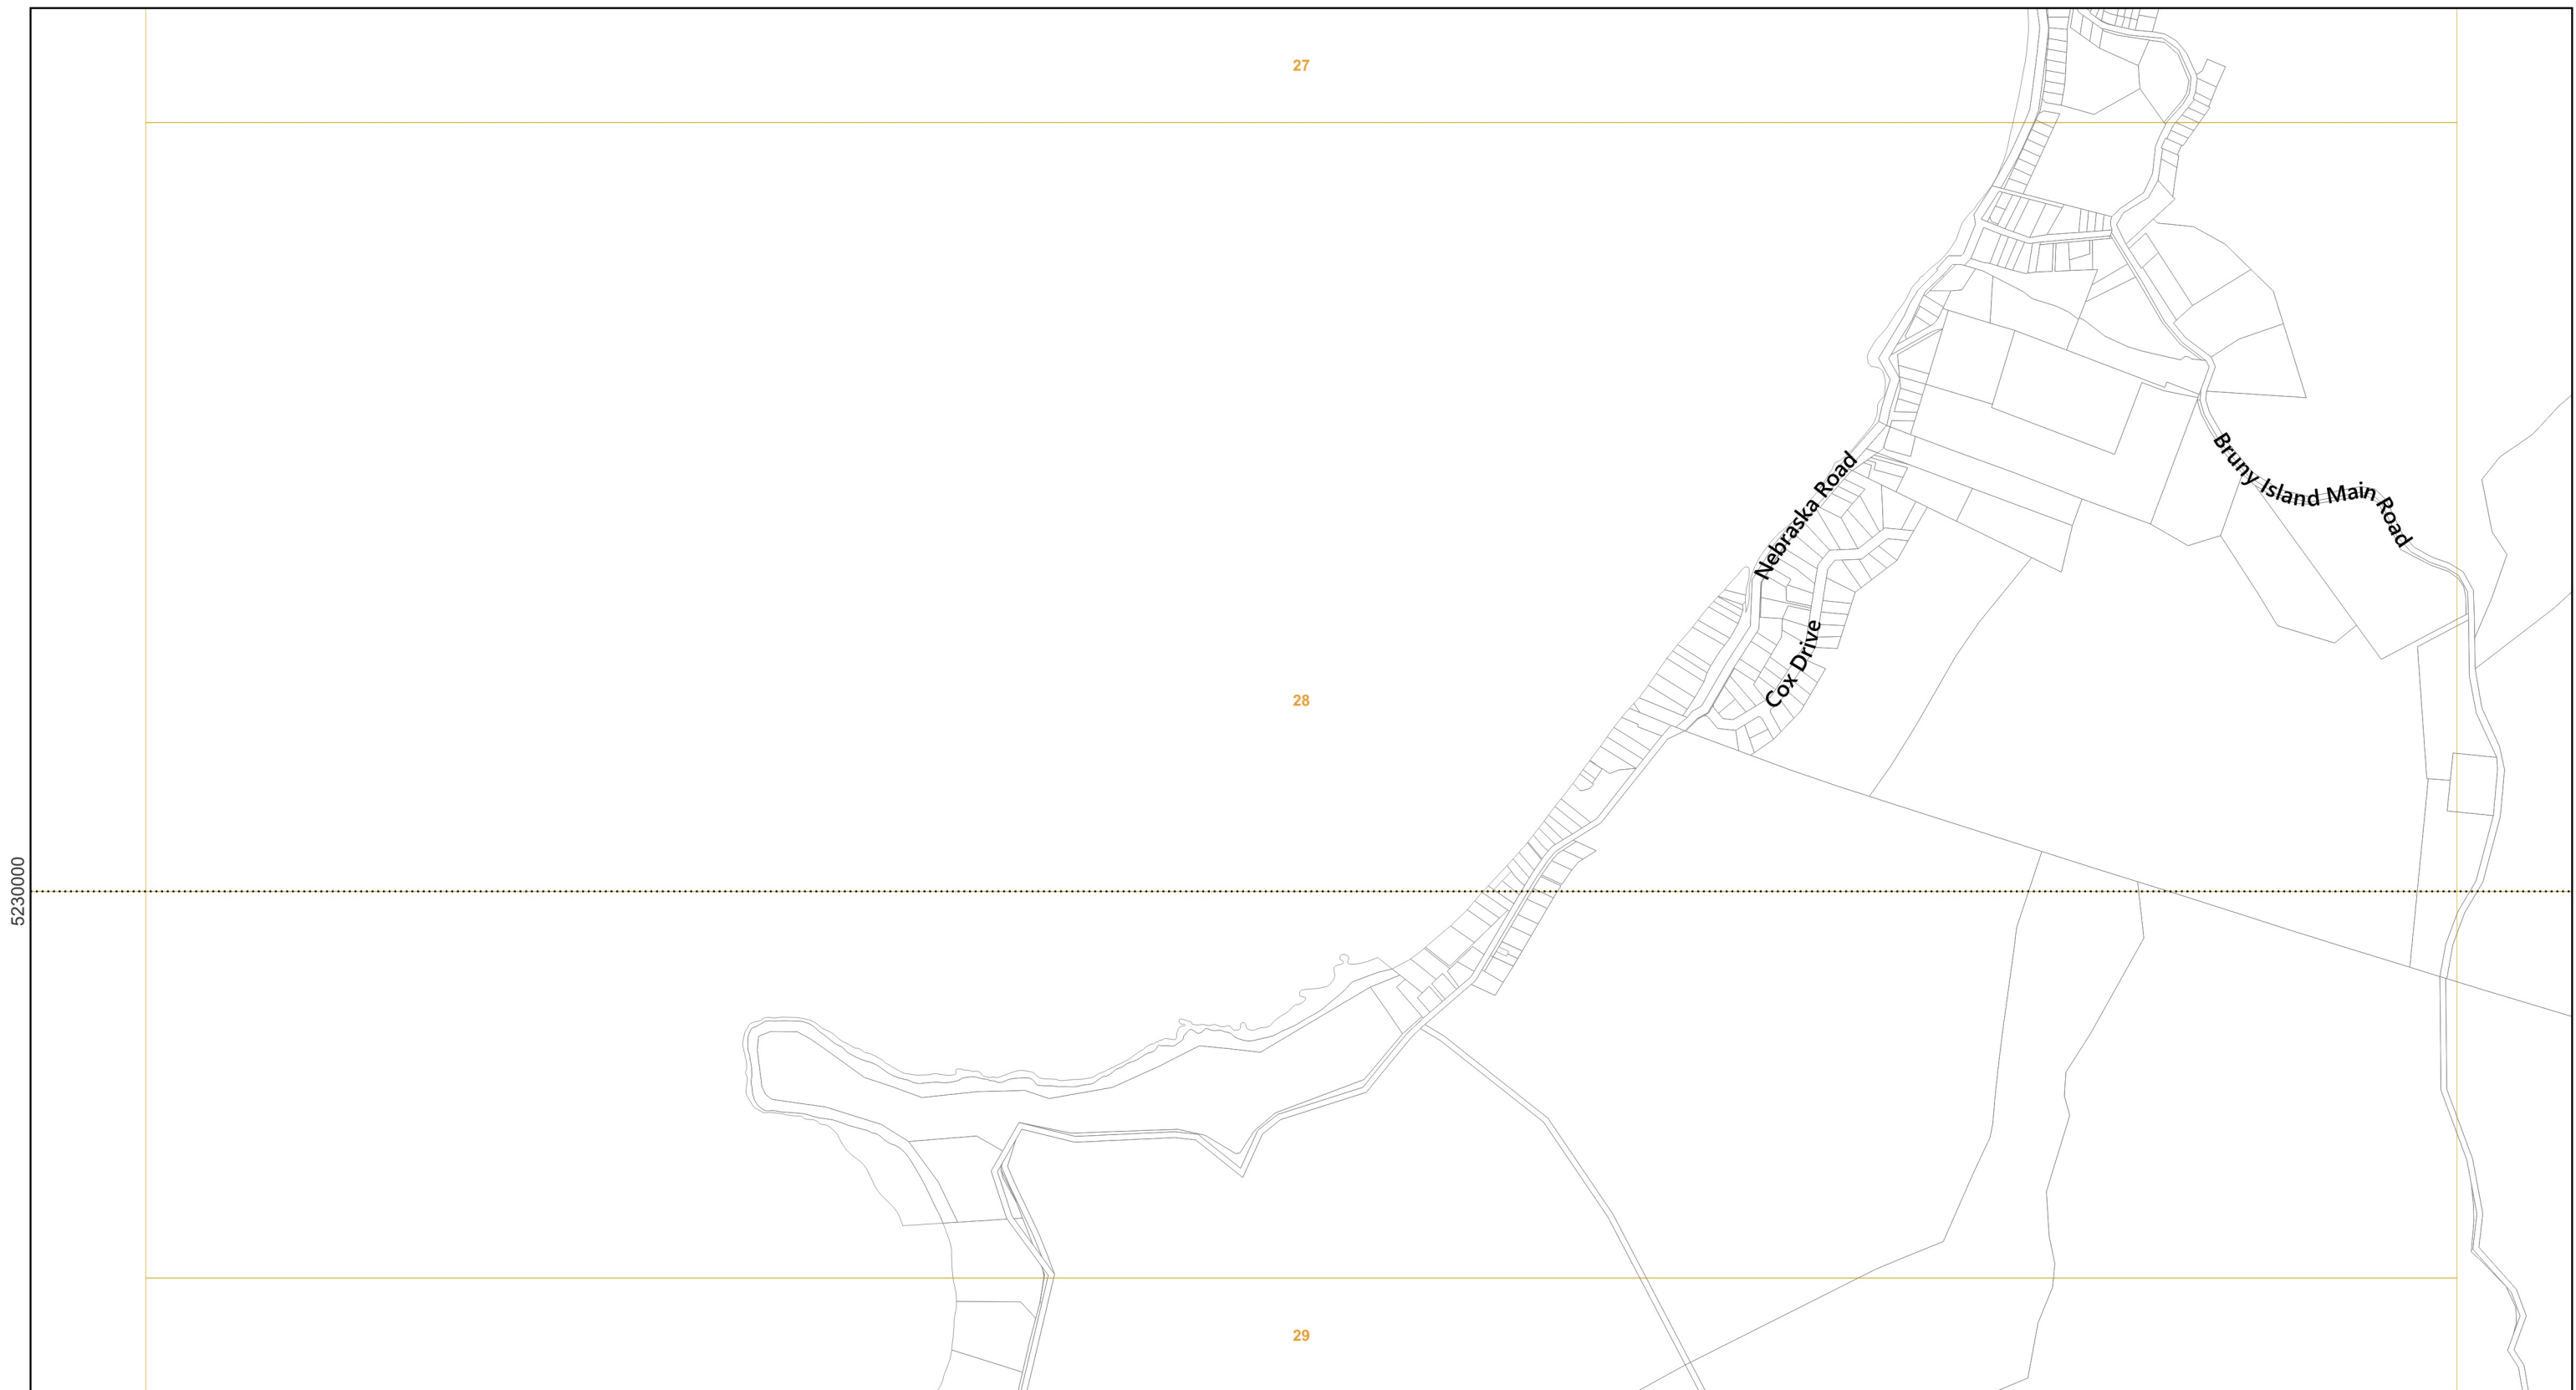 27
Bruny Island Main Road
Nebraska Road
Cox Drive
28
5230000
29